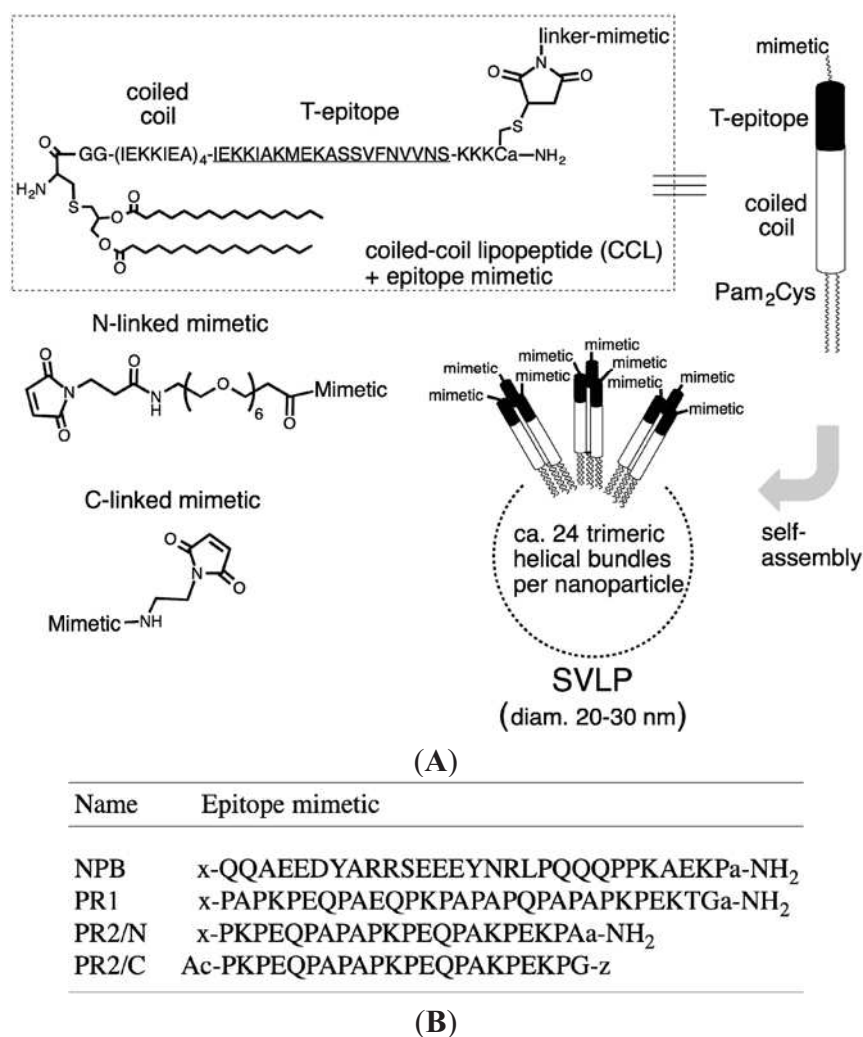 linker-mimetic
N
O
O
S
coiled
coil
T-epitope
O
GG-(IEKKIEA)4-IEKKIAKMEKASSVFNVVNS-KKKCa-NH2
H2N
S
O
O
O
O
coiled-coil lipopeptide (CCL)
+ epitope mimetic
mimetic
T-epitope
coiled
coil
Pam2Cys
N-linked mimetic
O
N
O
O
N
H
O
6
O
Mimetic
C-linked mimetic
O
N
O
Mimetic-NH
mimetic
mimetic
mimetic
mimetic
mimetic
mimetic
mimetic
mimetic
mimetic
ca. 24 trimeric
helical bundles
per nanoparticle
self-
assembly
SVLP
(diam. 20-30 nm)
(A)
Name Epitope mimetic
NPB x-QQAEEDYARRSEEEYNRLPQQQPPKAEKPa-NH2
PR1 x-PAPKPEQPAEQPKPAPAPQPAPAPKPEKTGa-NH2
PR2/N x-PKPEQPAPAPKPEQPAKPEKPAa-NH2
PR2/C Ac-PKPEQPAPAPKPEQPAKPEKPG-z
(B)